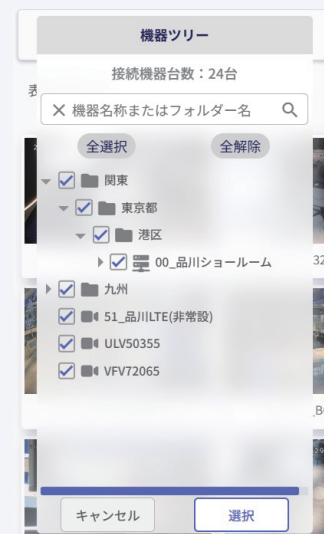 機器ツリー
接続機器台数：24台
表
機器名称またはフォルダー名
全選択 全解除
関東
東京都
港区
00_品川ショールーム
32
九州
51_品川LTE(非常設)
ULV50355
VFV72065
キャンセル 選択